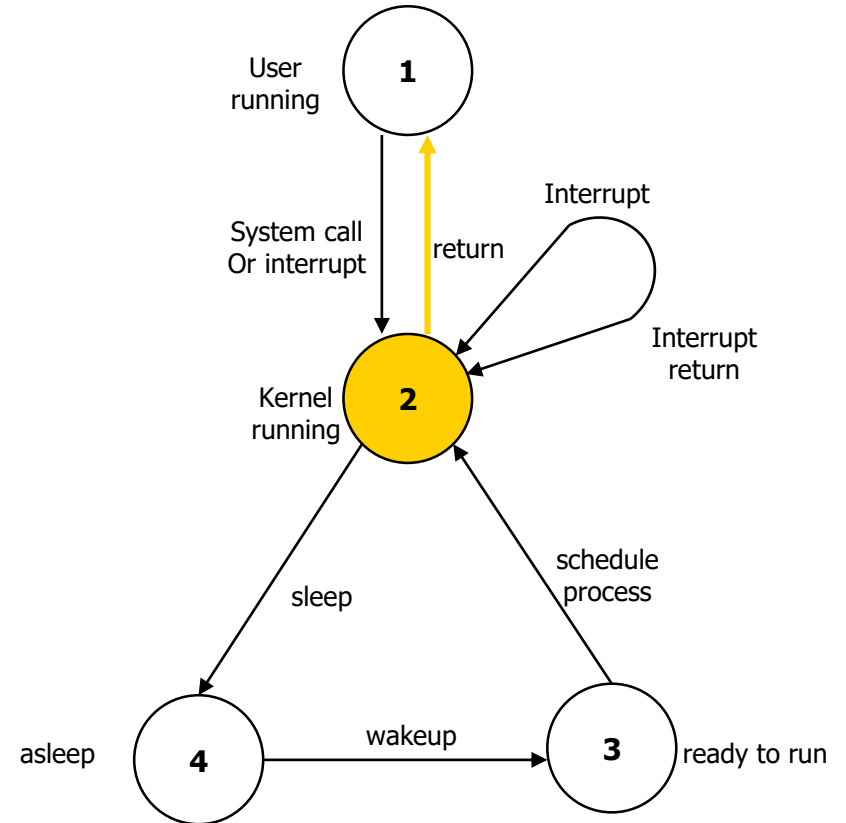 User
running
1
System call
Or interrupt
return
Interrupt
Interrupt
return
Kernel
running
2
sleep
schedule
process
asleep
4
wakeup
3
ready to run